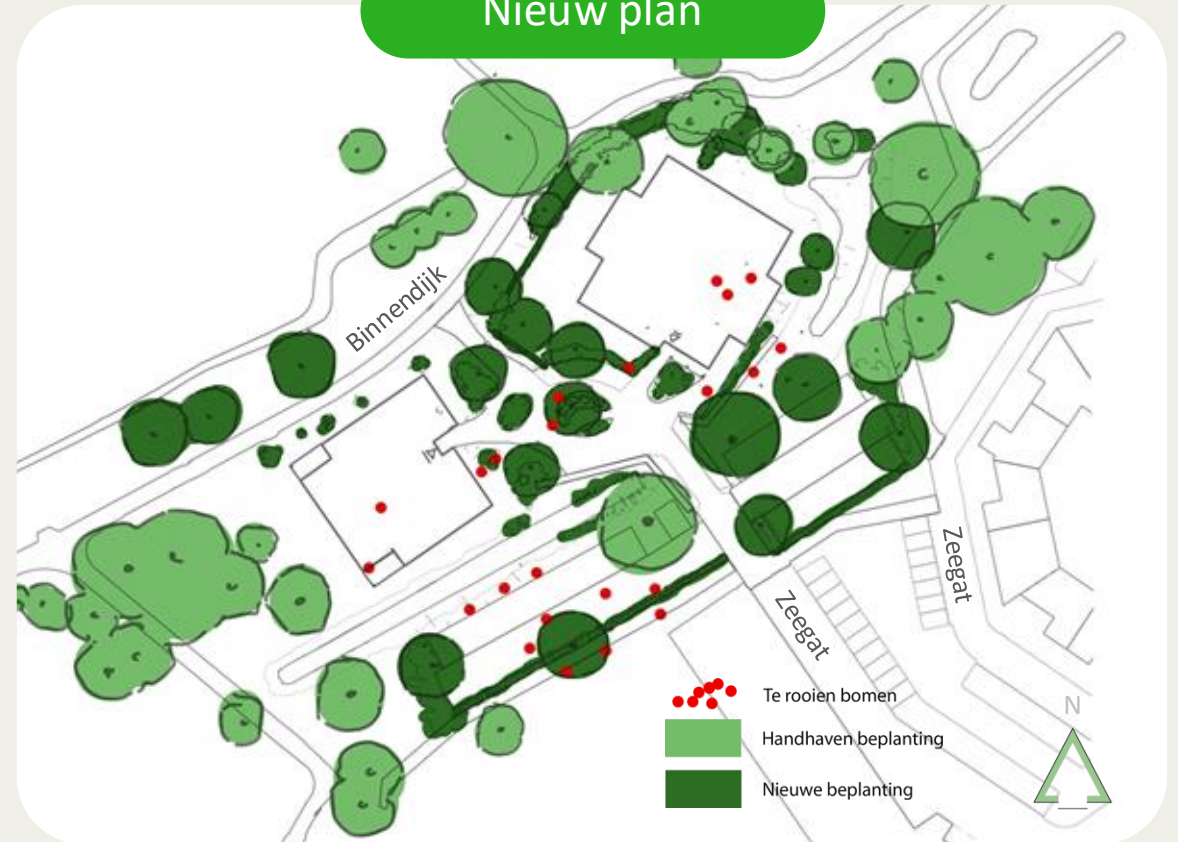 Nieuw plan
Binnendijk
Zeegat
Zeegat
Te rooien bomen
Handhaven beplanting
Nieuwe beplanting
N